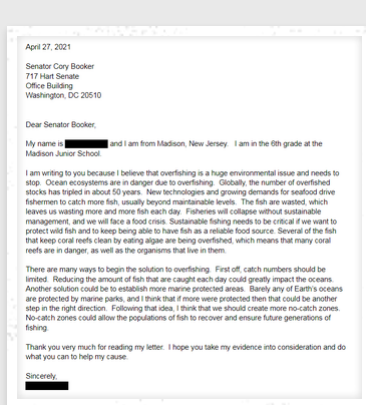 April 27, 2021
Senator Cory Booker
717 Hart Senate
Office Building
Washington, DC 20510
Dear Senator Booker,
My name is and I am from Madison, New Jersey. I am in the 6th grade at the
Madison Junior School.
I am writing to you because I believe that overfishing is a huge environmental issue and needs to
stop. Ocean ecosystems are in danger due to overfishing. Globally, the number of overfished
stocks has tripled in about 50 years. New technologies and growing demands for seafood drive
fishermen to catch more fish, usually beyond maintainable levels. The fish are wasted, which
leaves us wasting more and more fish each day. Fisheries will collapse without sustainable
management, and we will face a food crisis. Sustainable fishing needs to be critical if we want to
protect wild fish and to keep being able to have fish as a reliable food source. Several of the fish
that keep coral reefs clean by eating algae are being overfished, which means that many coral
reefs are in danger, as well as the organisms that live in them.
There are many ways to begin the solution to overfishing. First off, catch numbers should be
limited. Reducing the amount of fish that are caught each day could greatly impact the oceans.
Another solution could be to establish more marine protected areas. Barely any of Earth's oceans
are protected by marine parks, and I think that if more were protected then that could be another
step in the right direction. Following that idea, I think that we should create more no-catch zones.
No-catch zones could allow the populations of fish to recover and ensure future generations of
fishing.
Thank you very much for reading my letter. I hope you take my evidence into consideration and do
what you can to help my cause.
Sincerely,